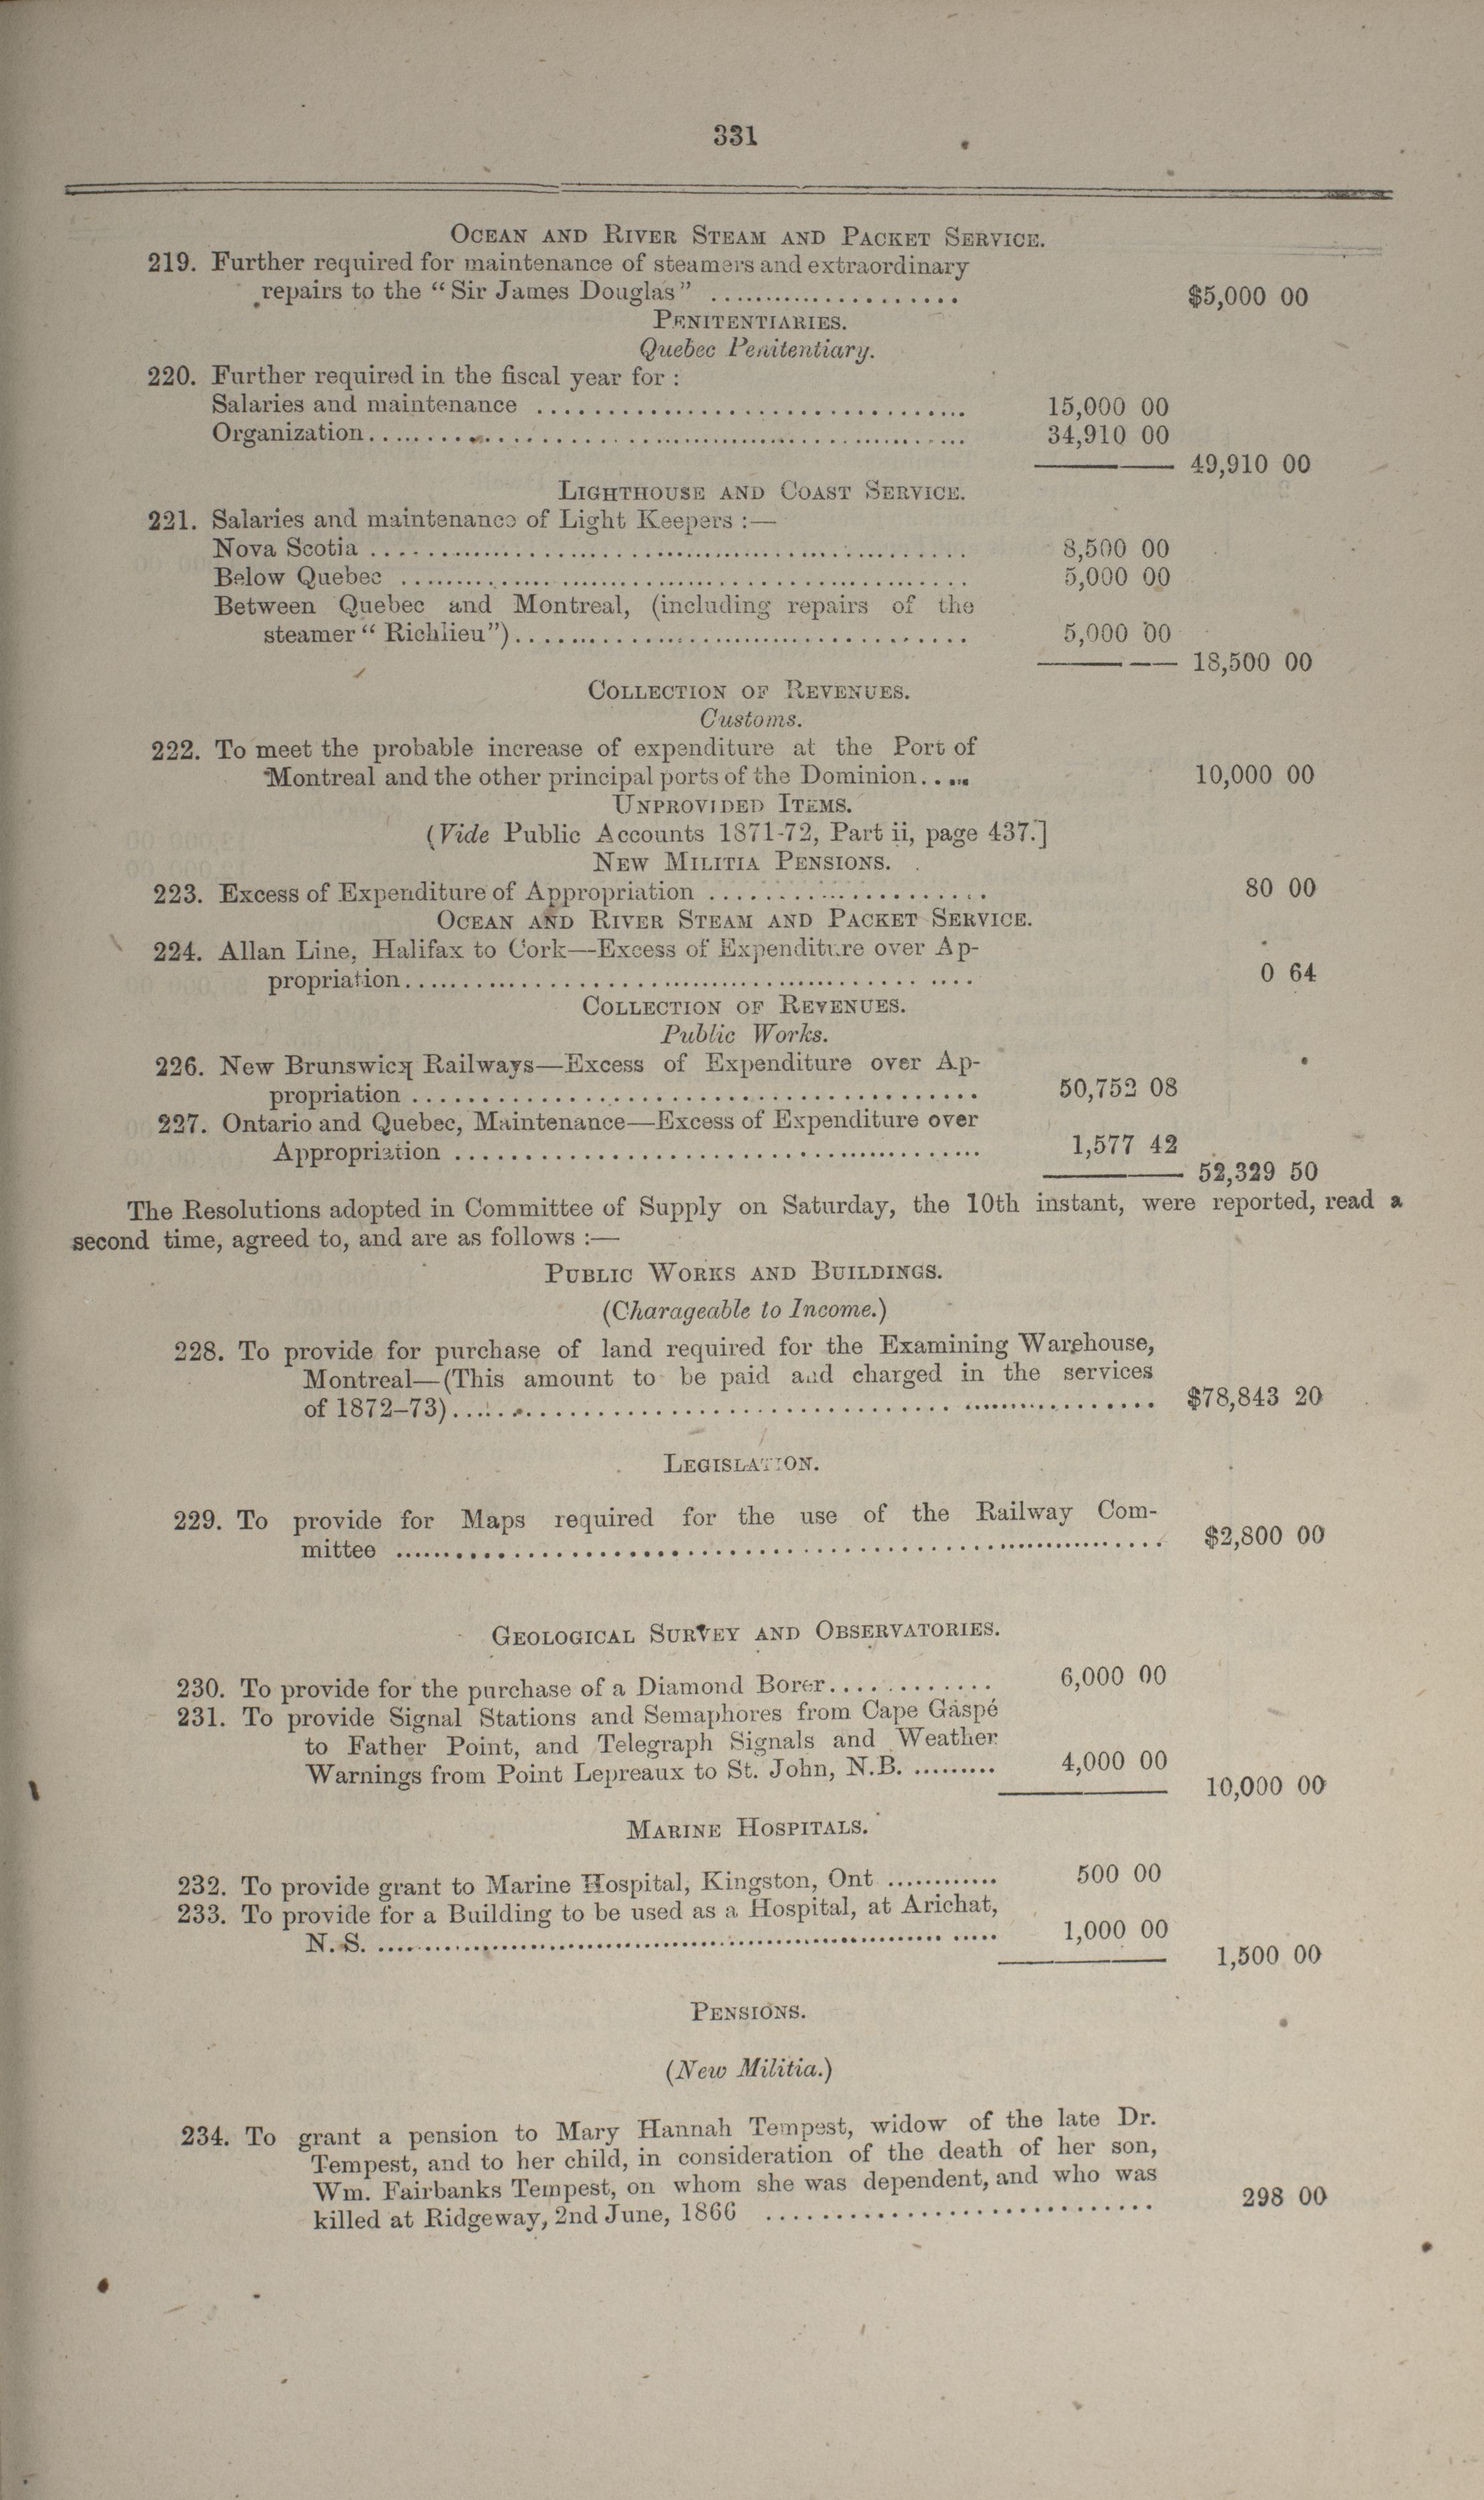 331
OCEAN AND RIVER STEAM AND PACKET SERVICE.
219. Further required for maintenance of steamers and extraordinary
repairs to the "Sir James Douglas" .................... $5,000 00
PENITENTIARIES.
Quebec Penitentiary.
220. Further required in the fiscal year for :
Salaries and maintenance .............................. 15,000 00
Organization.......................................... 34,910 00
49,910 00
LIGHTHOUSE AND COAST SERVICE.
221. Salaries and maintenance of Light Keepers :—
Nova Scotia .......................................... 8,500 00
Below Quebec ........................................ 5,000 00
Between Quebec and Montreal, (including repairs of the
steamer "Richlieu")................................ 5,000 00
18,500 00
COLLECTION OF REVENUES.
Customs.
222. To meet the probable increase of expenditure at the Port of
Montreal and the other principal ports of the Dominion..... 10,000 00
UNPROVIDED ITEMS.
(Vide Public Accounts 1871-72, Part ii, page 437.]
NEW MILITIA PENSIONS.
223. Excess of Expenditure of Appropriation .................... 80 00
OCEAN AND RIVER STEAM AND PACKET SERVICE.
224. Allan Line, Halifax to Cork—Excess of Expenditure over Ap-
propriation........................................ 0 64
COLLECTION OF REVENUES.
Public Works.
226. New Brunswicq Railways—Excess of Expenditure over Ap-
propriation ........................................ 50,752 08
227. Ontario and Quebec, Maintenance—Excess of Expenditure over
Appropriation ...................................... 1,577 42
52,329 50
The Resolutions adopted in Committee of Supply on Saturday, the 10th instant, were reported, read a
second time, agreed to, and are as follows :—
PUBLIC WORKS AND BUILDINGS.
(Charageable to Income.)
228. To provide for purchase of land required for the Examining Warehouse,
Montreal—(This amount to be paid and charged in the services
of 1872-73).................................................. $78,843 20
LEGISLATION.
229. To provide for Maps required for the use of the Railway Com-
mittee ...................................................... $2,800 00
GEOLOGICAL SURVEY AND OBSERVATORIES.
230. To provide for the purchase of a Diamond Borer............ 6,000 00
231. To provide Signal Stations and Semaphores from Cape Gaspé
to Father Point, and Telegraph Signals and Weather
Warnings from Point Lepreaux to St. John, N.B. ......... 4,000 00
10,000 00
MARINE HOSPITALS.
232. To provide grant to Marine Hospital, Kingston, Ont ............ 500 00
233. To provide for a Building to be used as a Hospital, at Arichat,
N. S. .................................................. 1,000 00
1,500 00
PENSIONS.
(New Militia.)
234. To grant a pension to Mary Hannah Tempest, widow of the late Dr.
Tempest, and to her child, in consideration of the death of her son,
Wm. Fairbanks Tempest, on whom she was dependent, and who was
killed at Ridgeway, 2nd June, 1866 ............................ 298 00